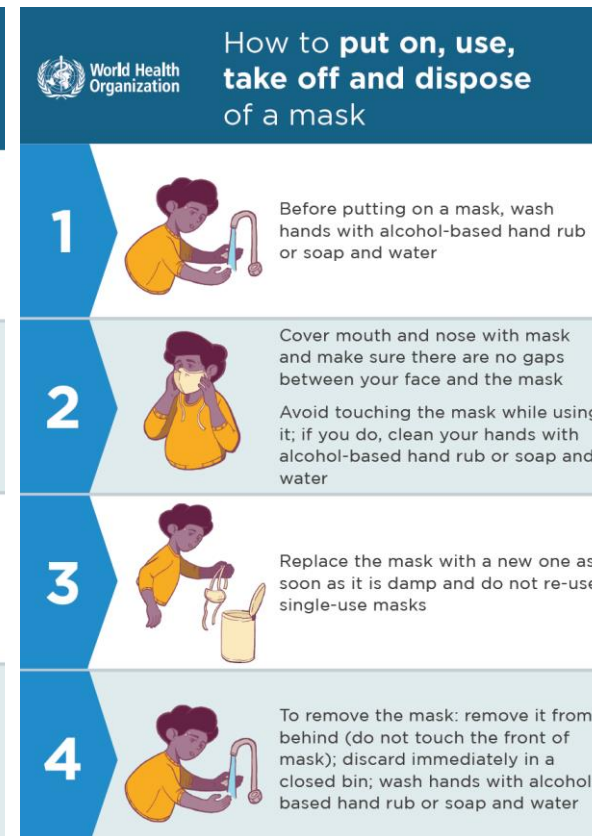 World Health
Organization
How to put on, use,
take off and dispose
of a mask
1
Before putting on a mask, wash
hands with alcohol-based hand rub
or soap and water
2
Cover mouth and nose with mask
and make sure there are no gaps
between your face and the mask
Avoid touching the mask while using
it; if you do, clean your hands with
alcohol-based hand rub or soap and
water
3
Replace the mask with a new one as
soon as it is damp and do not re-use
single-use masks
4
To remove the mask: remove it from
behind (do not touch the front of
mask); discard immediately in a
closed bin; wash hands with alcohol-
based hand rub or soap and water